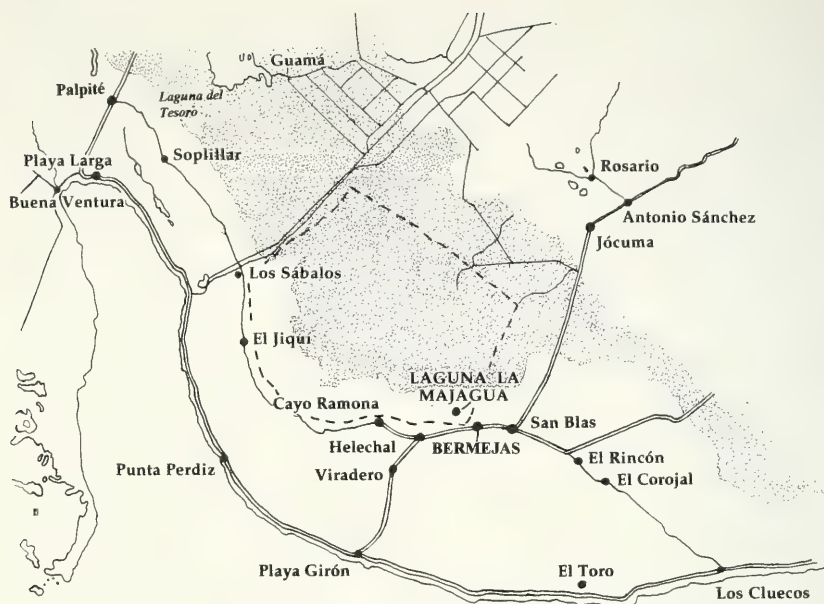 Guamá
Palpité
Laguna del
Tesoro
Soplillar
Playa Larga
Rosario
Buena Ventura
Antonio Sánchez
Jócuma
Los Sábalos
El Jiquí
LAGUNA LA
MAJAGUA
Cayo Ramona
San Blas
Helechal
BERMEJAS
El Rincón
Punta Perdiz
Viradero
El Corojal
Playa Girón
El Toro
Los Cluecos